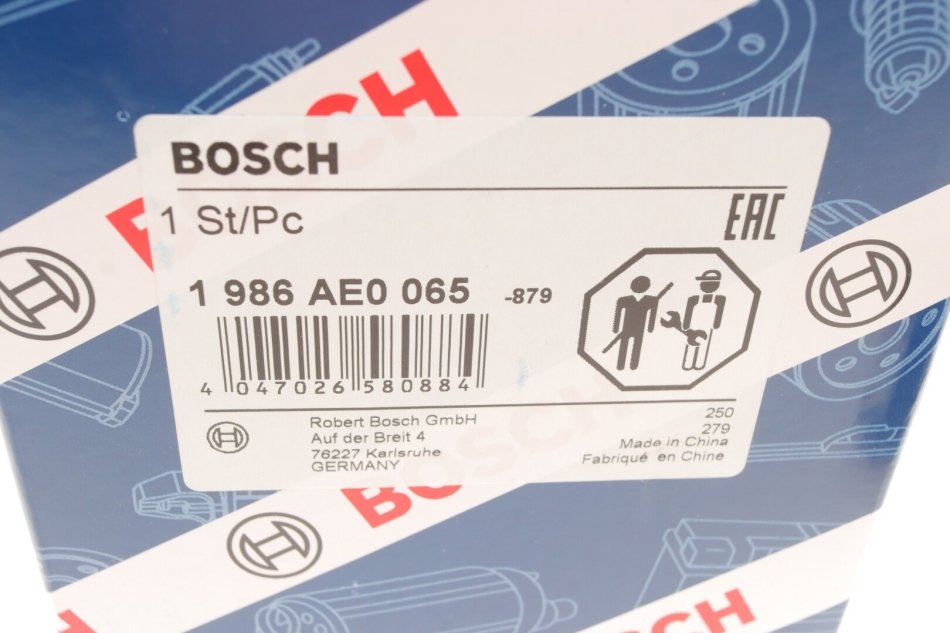 BOSCH
1 St/Pc
EAC
1 986 AE0 065 -879
4 047026 580884
Robert Bosch GmbH
Auf der Breit 4
76227 Karlsruhe
GERMANY
250
279
Made in China
Fabriqué en Chine
BOSCH